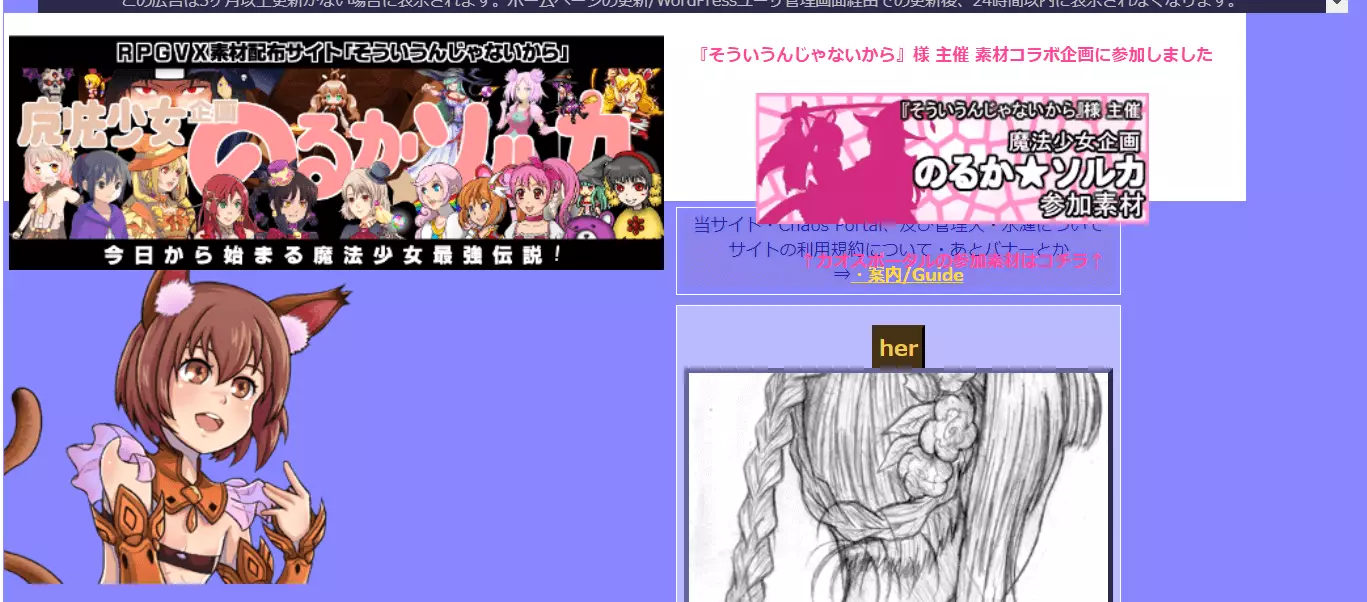 この広告は3ヶ月以上更新がない場合に表示されます。ホームページの更新/WordPressユーザ管理画面経由での更新後、24時間以内に表示されなくなります。
RPGVX素材配布サイト『そういうんじゃないから』
魔法少女企画
のるかソルカ
今日から始まる魔法少女最強伝説!
『そういうんじゃないから』様 主催 素材コラボ企画に参加しました
『そういうんじゃないから』様 主催
魔法少女企画
のるか★ソルカ
参加素材
当サイト・Chaos Portal、及び管理人・氷漣について
サイトの利用規約について・あとバナーとか
↑カオスポータルの参加素材はコチラ↑
⇒・案内/Guide
her